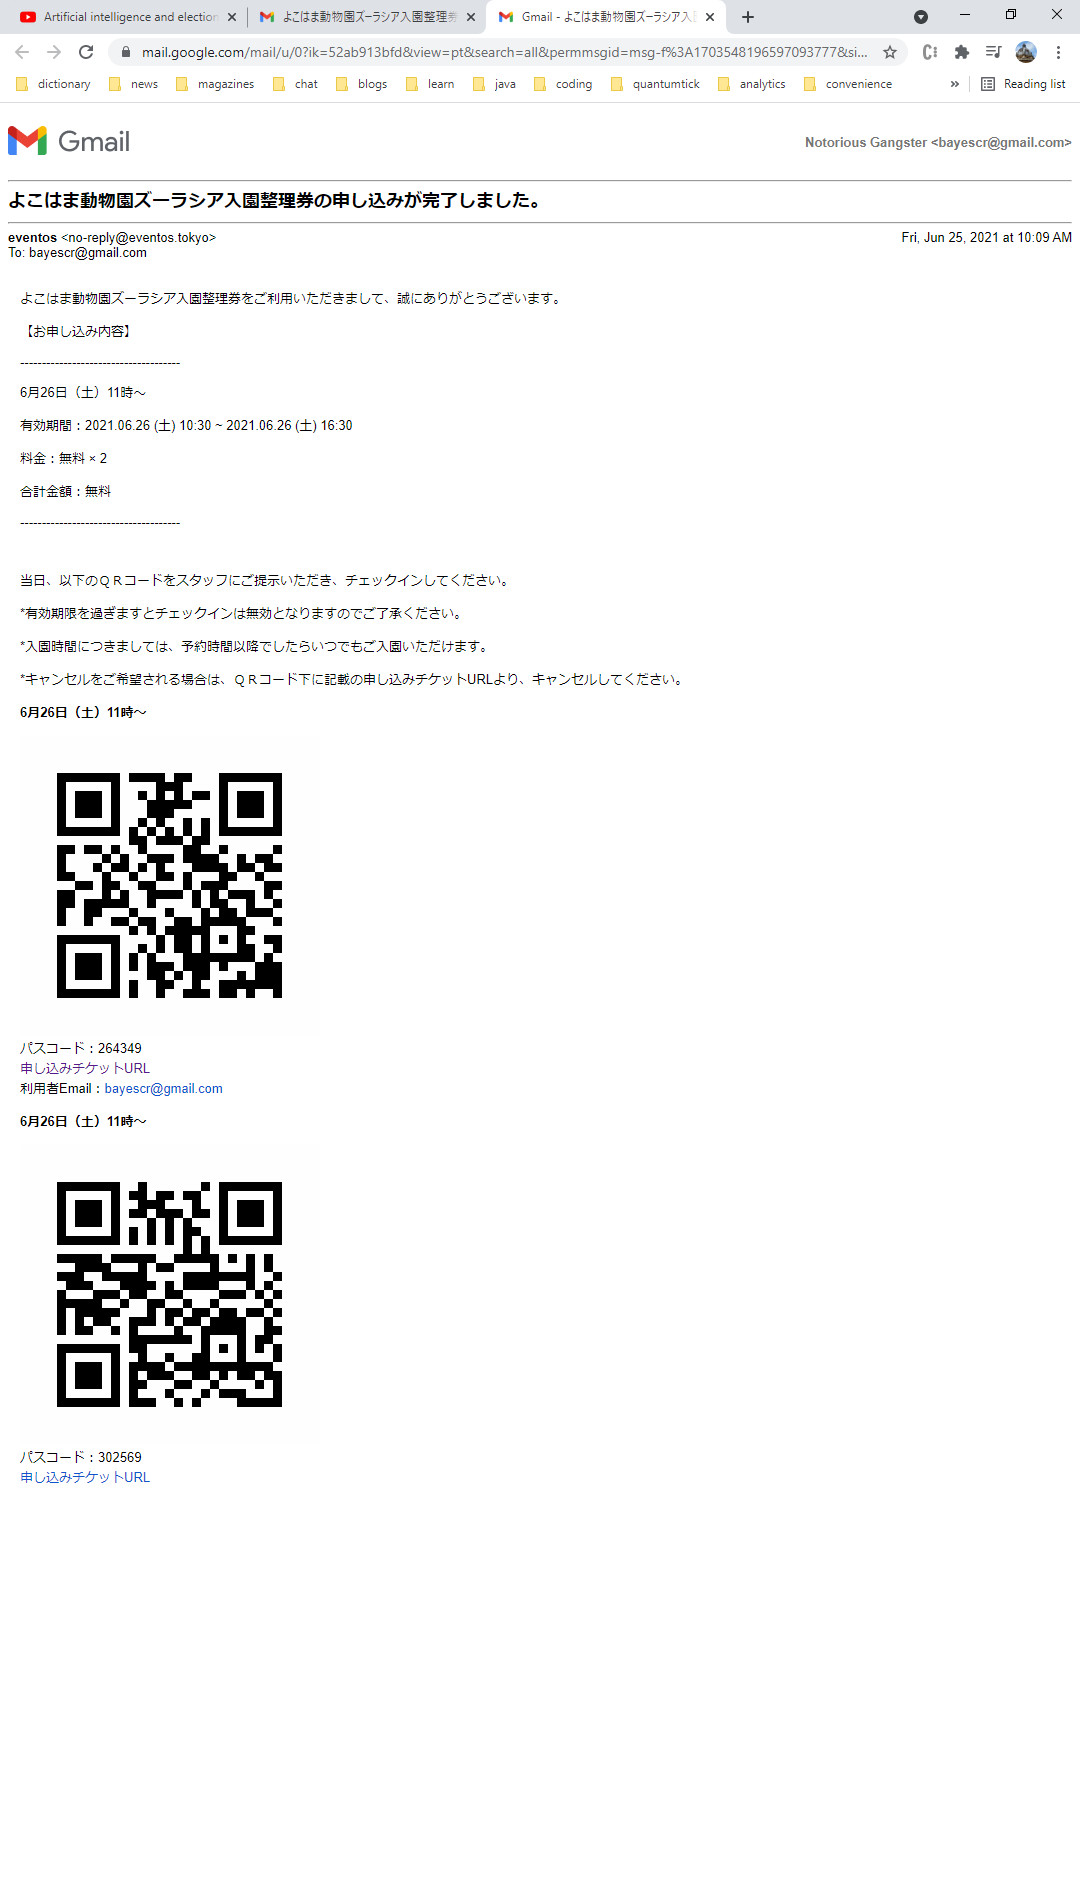 Artificial intelligence and election
よこはま動物園ズーラシア入園整理券
Gmail - よこはま動物園ズーラシア入
mail.google.com/mail/u/0?ik=52ab913bfd&view=pt&search=all&permmsgid=msg-f%3A1703548196597093777&si...
dictionary news magazines chat blogs learn java coding quantumtick analytics convenience » Reading list
Gmail
Notorious Gangster <bayescr@gmail.com>
よこはま動物園ズーラシア入園整理券の申し込みが完了しました。
eventos <no-reply@eventos.tokyo>
Fri, Jun 25, 2021 at 10:09 AM
To: bayescr@gmail.com
よこはま動物園ズーラシア入園整理券をご利用いただきまして、誠にありがとうございます。
【お申し込み内容】
-------------------------------------
6月26日（土）11時～
有効期間：2021.06.26 (土) 10:30 ~ 2021.06.26 (土) 16:30
料金：無料 × 2
合計金額：無料
-------------------------------------
当日、以下のＱＲコードをスタッフにご提示いただき、チェックインしてください。
*有効期限を過ぎますとチェックインは無効となりますのでご了承ください。
*入園時間につきましては、予約時間以降でしたらいつでもご入園いただけます。
*キャンセルをご希望される場合は、ＱＲコード下に記載の申し込みチケットURLより、キャンセルしてください。
6月26日（土）11時～
パスコード：264349
申し込みチケットURL
利用者Email：bayescr@gmail.com
6月26日（土）11時～
パスコード：302569
申し込みチケットURL